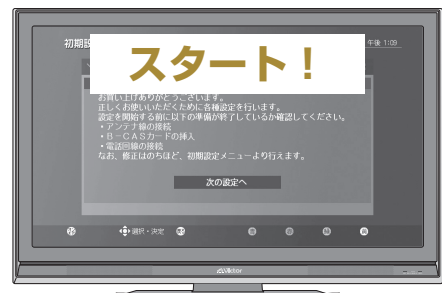 初期設
午後 1:09
スタート！
お買い上げありがとうございます。
正しくお使いいただくために各種設定を行います。
設定を開始する前に以下の準備が終了しているか確認してください。
・アンテナ線の接続
・B－CASカードの挿入
・電話回線の接続
なお、修正はのちほど、初期設定メニューより行えます。
次の設定へ
選択・決定
Victor